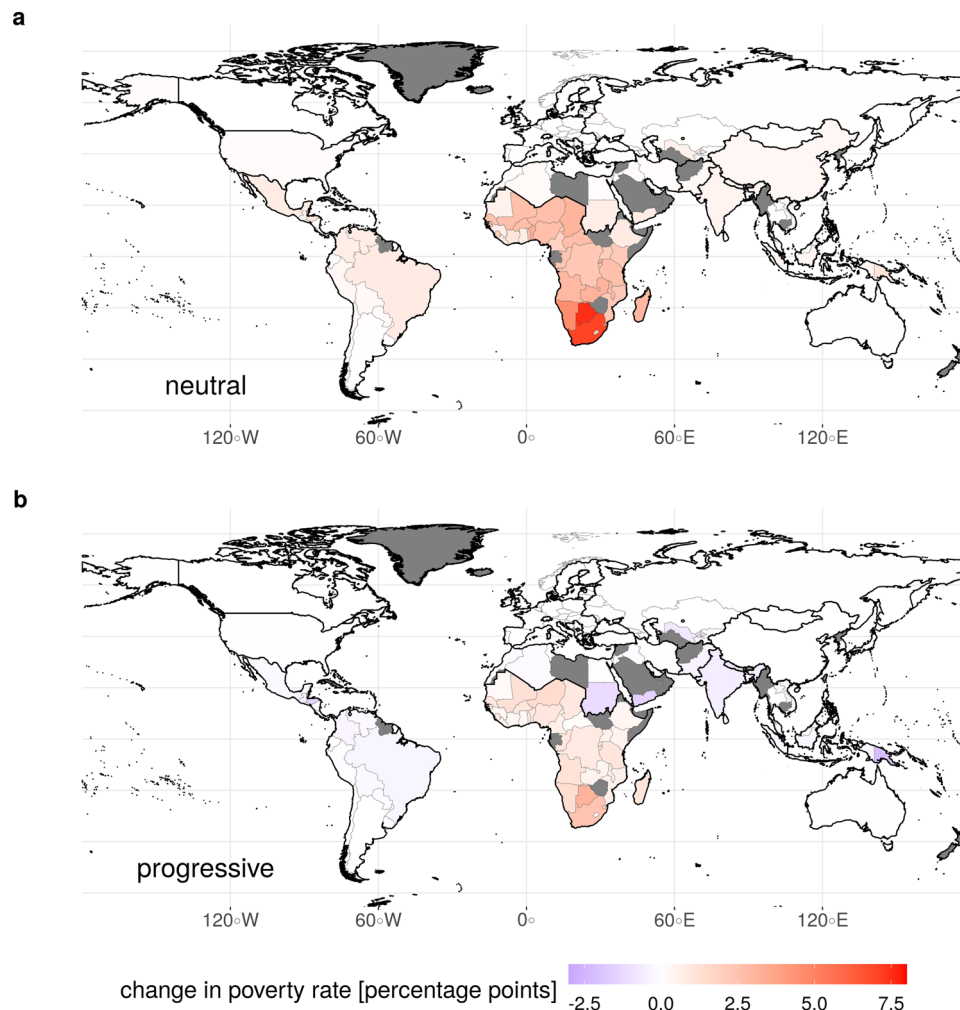 a
neutral
120◦W 60◦W 0◦ 60◦E 120◦E
b
progressive
120◦W 60◦W 0◦ 60◦E 120◦E
change in poverty rate [percentage points]
-2.5 0.0 2.5 5.0 7.5